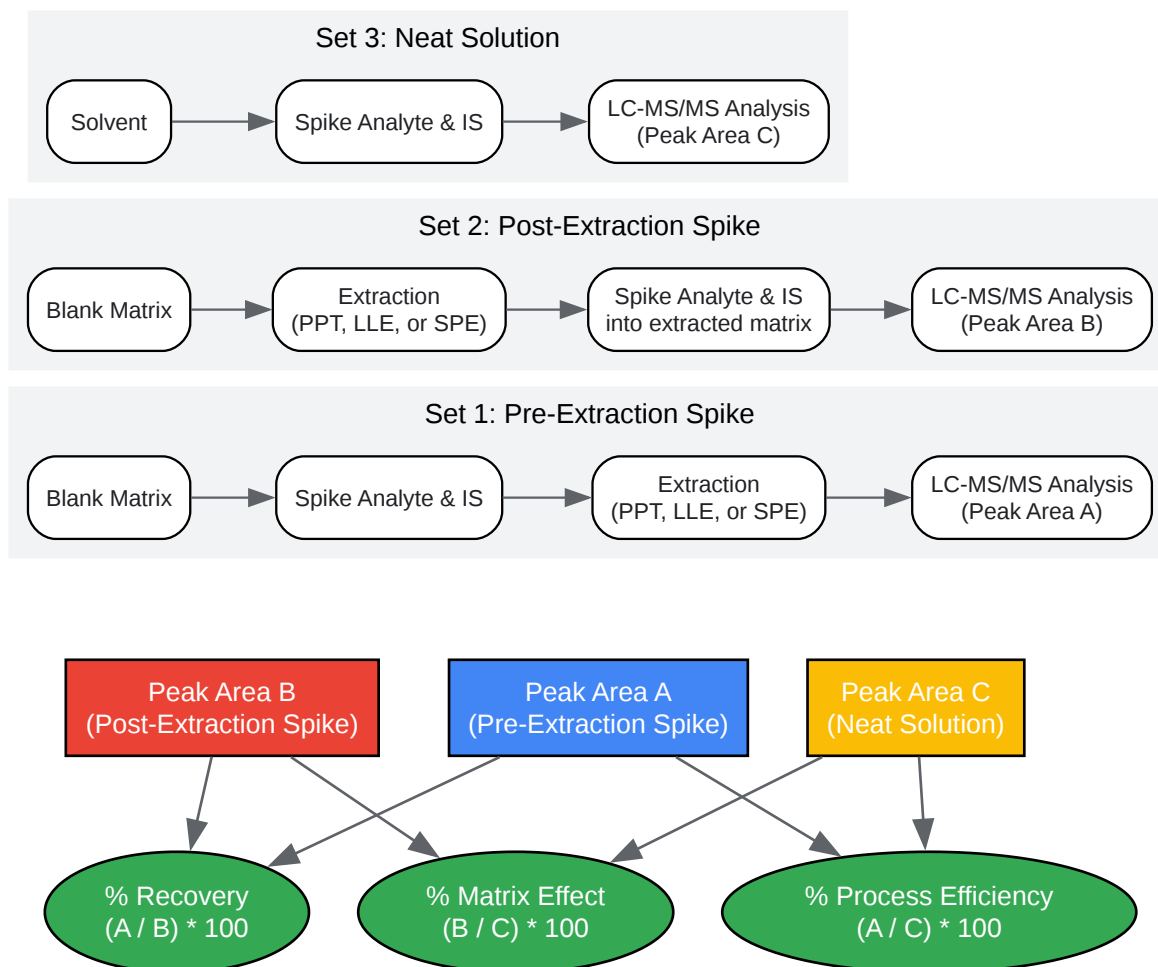 Set 3: Neat Solution
Solvent
Spike Analyte & IS
LC-MS/MS Analysis
(Peak Area C)
Set 2: Post-Extraction Spike
Blank Matrix
Extraction
(PPT, LLE, or SPE)
Spike Analyte & IS
into extracted matrix
LC-MS/MS Analysis
(Peak Area B)
Set 1: Pre-Extraction Spike
Blank Matrix
Spike Analyte & IS
Extraction
(PPT, LLE, or SPE)
LC-MS/MS Analysis
(Peak Area A)
Peak Area B
(Post-Extraction Spike)
Peak Area A
(Pre-Extraction Spike)
Peak Area C
(Neat Solution)
% Recovery
(A / B) * 100
% Matrix Effect
(B / C) * 100
% Process Efficiency
(A / C) * 100